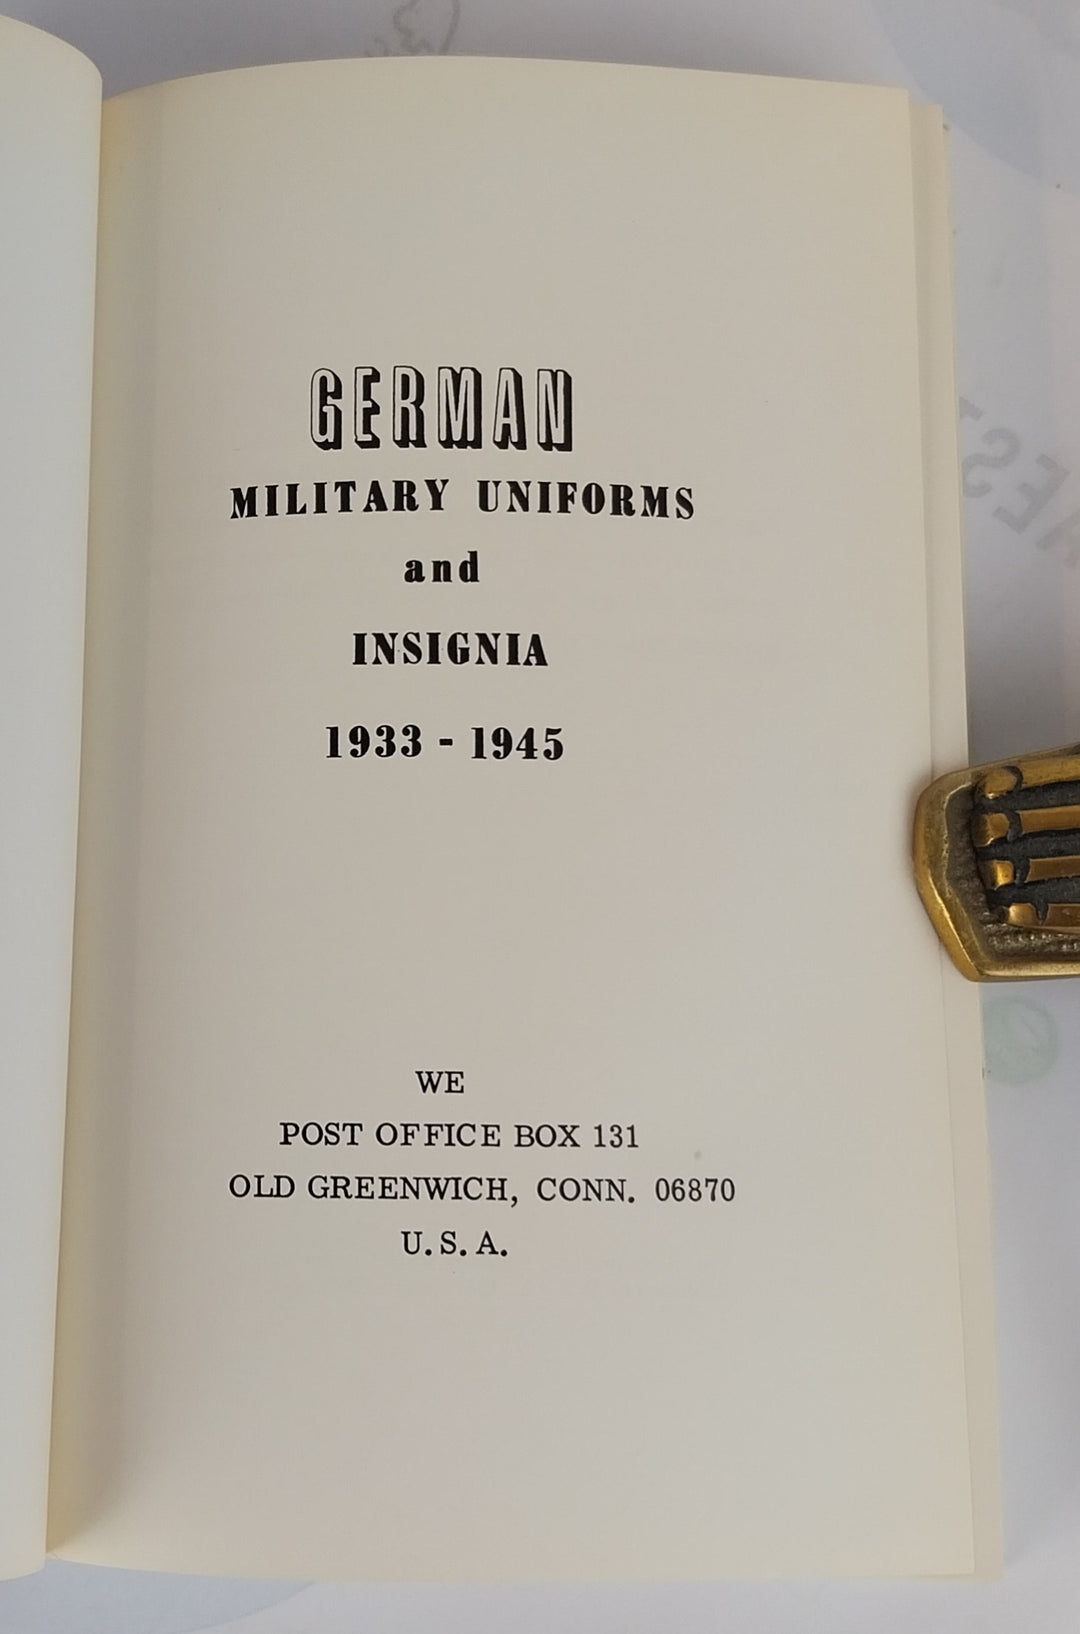 GERMAN
MILITARY UNIFORMS
and
INSIGNIA
1933 - 1945
WE
POST OFFICE BOX 131
OLD GREENWICH, CONN. 06870
U. S. A.